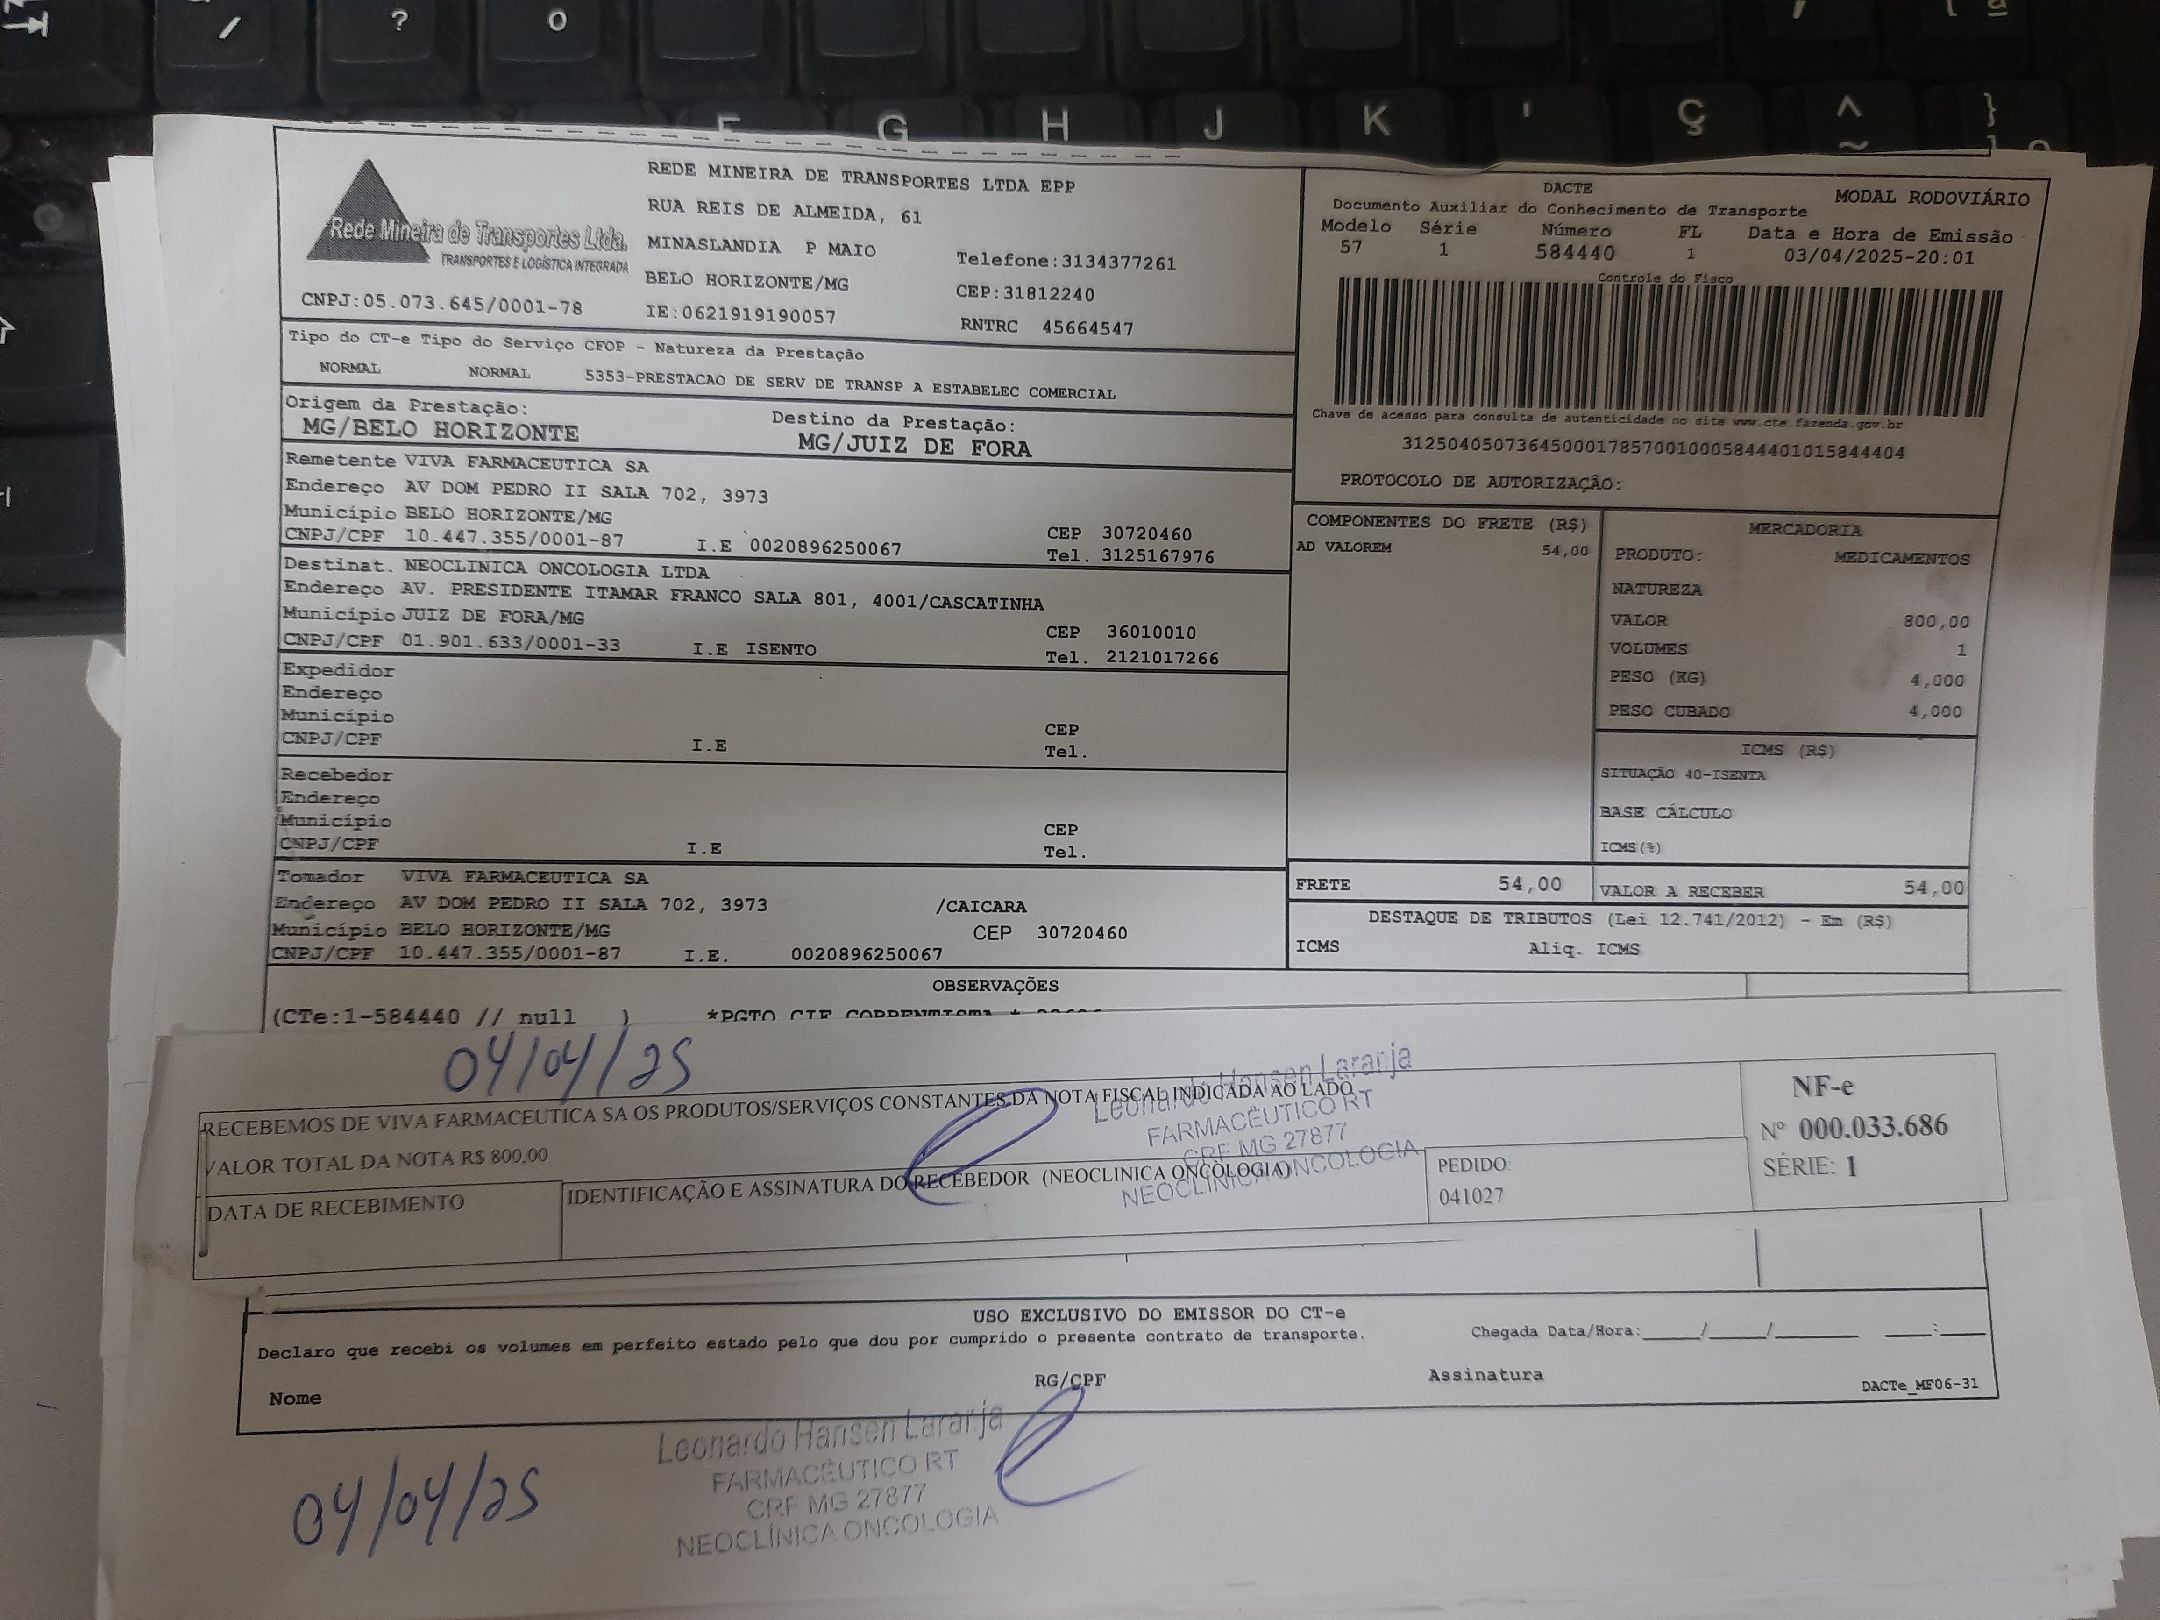 ? O
F G H J K ' Ç ^ }
~
Rede Mineira de Transportes Ltda.
TRANSPORTES E LOGÍSTICA INTEGRADA
CNPJ:05.073.645/0001-78
REDE MINEIRA DE TRANSPORTES LTDA EPP
RUA REIS DE ALMEIDA, 61
MINASLANDIA P MAIO
BELO HORIZONTE/MG
IE:0621919190057
Telefone:3134377261
CEP:31812240
RNTRC 45664547
DACTE MODAL RODOVIÁRIO
Documento Auxiliar do Conhecimento de Transporte
Modelo Série Número FL Data e Hora de Emissão
57 1 584440 1 03/04/2025-20:01
Controle do Fisco
Chave de acesso para consulta de autenticidade no site www.cte.fazenda.gov.br
31250405073645000178570010005844401015844404
PROTOCOLO DE AUTORIZAÇÃO:
Tipo do CT-e Tipo do Serviço CFOP - Natureza da Prestação
NORMAL NORMAL 5353-PRESTACAO DE SERV DE TRANSP A ESTABELEC COMERCIAL
Origem da Prestação: Destino da Prestação:
MG/BELO HORIZONTE MG/JUIZ DE FORA
Remetente VIVA FARMACEUTICA SA
Endereço AV DOM PEDRO II SALA 702, 3973
Município BELO HORIZONTE/MG CEP 30720460
CNPJ/CPF 10.447.355/0001-87 I.E 0020896250067 Tel. 3125167976
Destinat. NEOCLINICA ONCOLOGIA LTDA
Endereço AV. PRESIDENTE ITAMAR FRANCO SALA 801, 4001/CASCATINHA
Município JUIZ DE FORA/MG CEP 36010010
CNPJ/CPF 01.901.633/0001-33 I.E ISENTO Tel. 2121017266
Expedidor
Endereço
Município CEP
CNPJ/CPF I.E Tel.
Recebedor
Endereço
Município CEP
CNPJ/CPF I.E Tel.
Tomador VIVA FARMACEUTICA SA
Endereço AV DOM PEDRO II SALA 702, 3973 /CAICARA
Município BELO HORIZONTE/MG CEP 30720460
CNPJ/CPF 10.447.355/0001-87 I.E. 0020896250067
COMPONENTES DO FRETE (R$)
AD VALOREM 54,00
MERCADORIA
PRODUTO: MEDICAMENTOS
NATUREZA
VALOR 800,00
VOLUMES 1
PESO (KG) 4,000
PESO CUBADO 4,000
ICMS (R$)
SITUAÇÃO 40-ISENTA
BASE CÁLCULO
ICMS(%)
FRETE 54,00 VALOR A RECEBER 54,00
DESTAQUE DE TRIBUTOS (Lei 12.741/2012) - Em (R$)
ICMS Aliq. ICMS
OBSERVAÇÕES
(CTe:1-584440 // null ) *PGTO CIF CORRENTISTA *
04/04/25
RECEBEMOS DE VIVA FARMACEUTICA SA OS PRODUTOS/SERVIÇOS CONSTANTES DA NOTA FISCAL INDICADA AO LADO
VALOR TOTAL DA NOTA R$ 800,00
DATA DE RECEBIMENTO
IDENTIFICAÇÃO E ASSINATURA DO RECEBEDOR (NEOCLINICA ONCOLOGIA)
Leonardo Hansen Laranja
FARMACÊUTICO RT
CRF MG 27877
NEOCLÍNICA ONCOLOGIA
PEDIDO:
041027
NF-e
Nº 000.033.686
SÉRIE: 1
USO EXCLUSIVO DO EMISSOR DO CT-e
Declaro que recebi os volumes em perfeito estado pelo que dou por cumprido o presente contrato de transporte. Chegada Data/Hora:_____/_____/_______ ____:____
Nome RG/CPF Assinatura DACTe_MF06-31
Leonardo Hansen Laranja
FARMACÊUTICO RT
CRF MG 27877
NEOCLÍNICA ONCOLOGIA
04/04/25